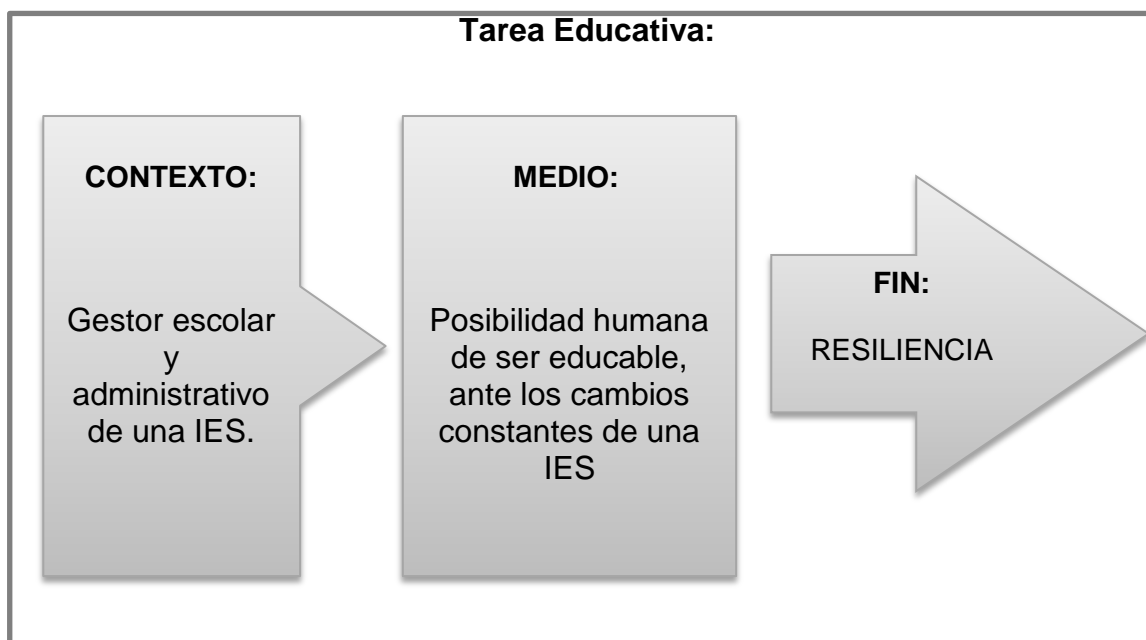 Tarea Educativa:
CONTEXTO:
Gestor escolar
y
administrativo
de una IES.
MEDIO:
Posibilidad humana
de ser educable,
ante los cambios
constantes de una
IES
FIN:
RESILIENCIA